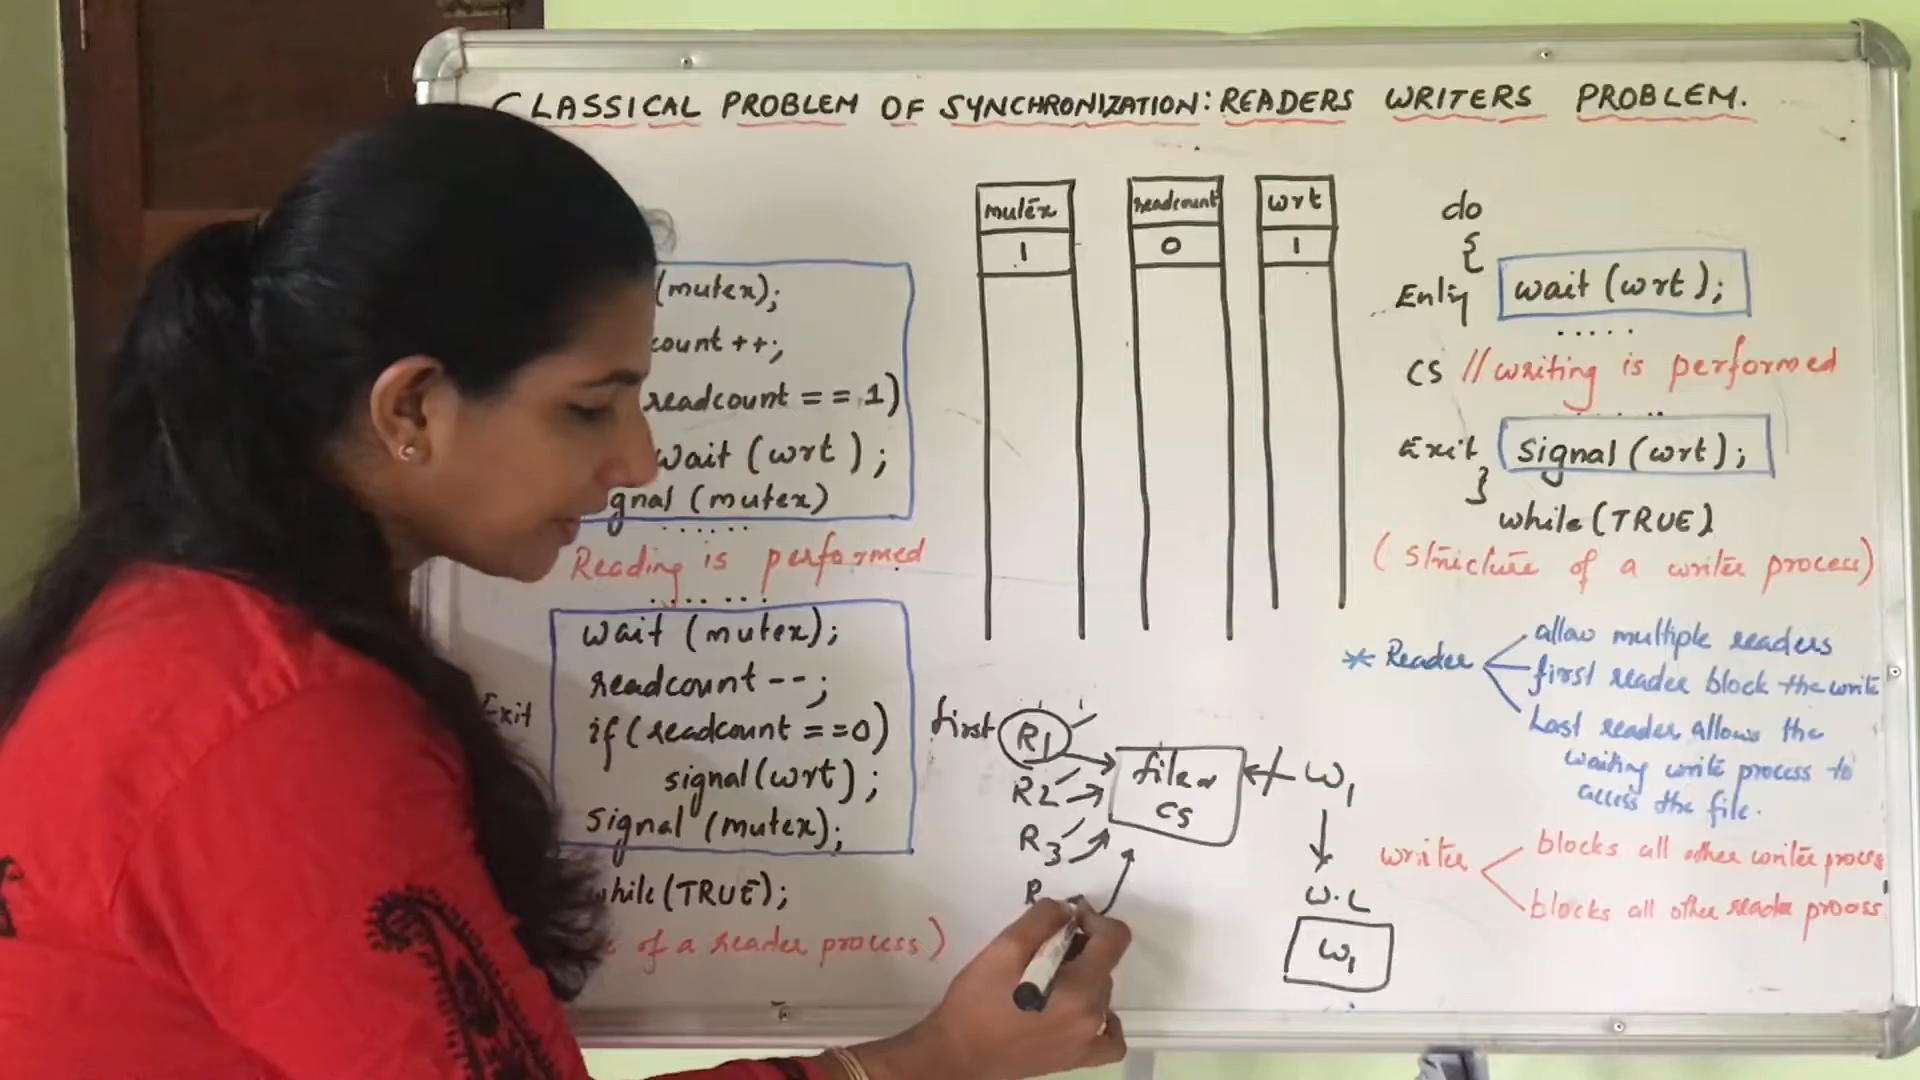 CLASSICAL PROBLEM OF SYNCHRONIZATION: READERS WRITERS PROBLEM.
(mutex);
count ++;
readcount == 1)
wait (wrt);
gnal (mutex)
......
Reading is performed
......
Exit
wait (mutex);
readcount --;
if (readcount ==0)
signal (wrt);
signal (mutex);
while (TRUE);
of a reader process)
mutex
1
readcount
0
wrt
1
do
{
Entry
wait (wrt);
.....
CS // writing is performed
Exit
signal (wrt);
}
while (TRUE)
(structure of a writer process)
* Reader
allow multiple readers
first reader block the write
Last reader allows the
waiting write process to
access the file.
writer
blocks all other writer process
blocks all other reader process
first R1
R2
R3
R
file or
CS
W1
W.L
W1